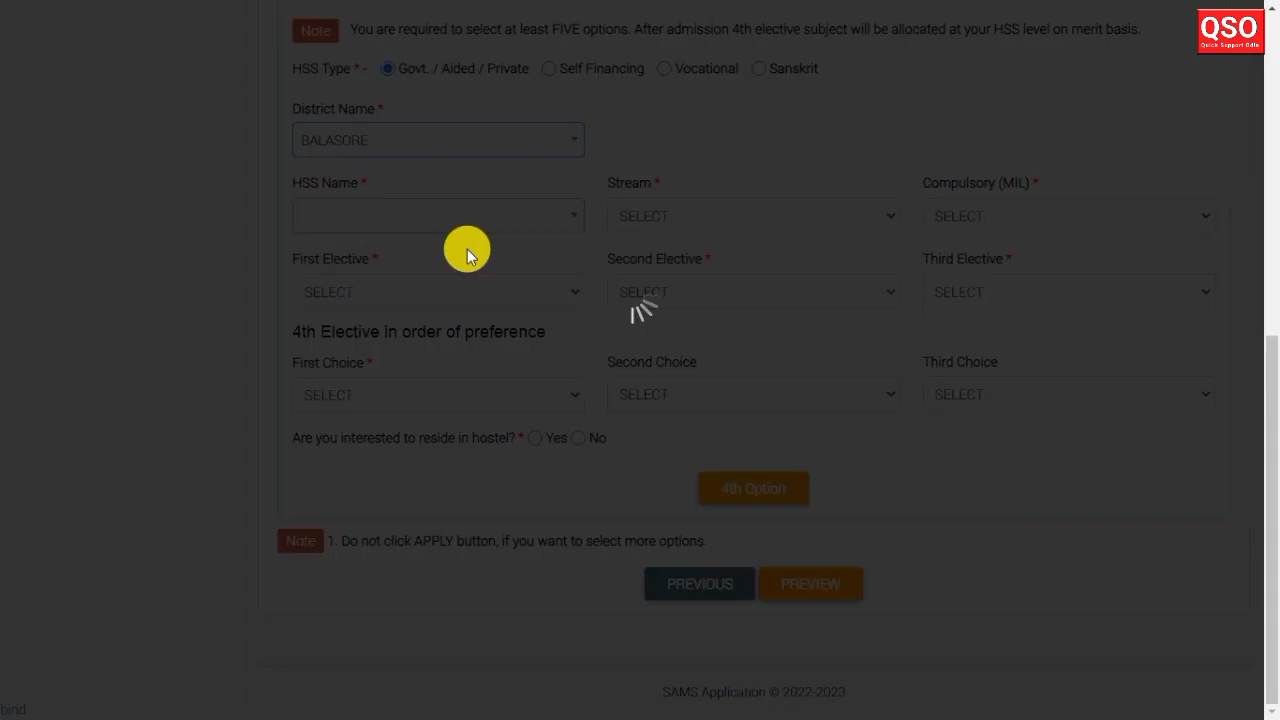 QSO
Quick Support Odia
Note You are required to select at least FIVE options. After admission 4th elective subject will be allocated at your HSS level on merit basis.
HSS Type * - Govt. / Aided / Private Self Financing Vocational Sanskrit
District Name *
BALASORE
HSS Name * Stream * Compulsory (MIL) *
SELECT SELECT
First Elective * Second Elective * Third Elective *
SELECT SELECT SELECT
4th Elective in order of preference
First Choice * Second Choice Third Choice
SELECT SELECT SELECT
Are you interested to reside in hostel? * Yes No
4th Option
Note 1. Do not click APPLY button, if you want to select more options.
PREVIOUS PREVIEW
SAMS Application © 2022-2023
bind